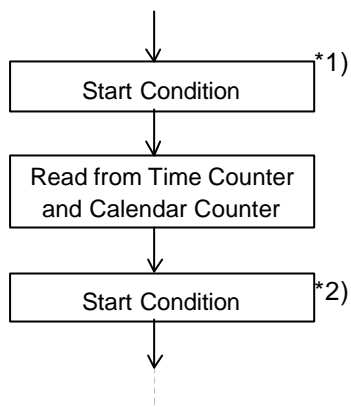 *1)
Start Condition
Read from Time Counter
and Calendar Counter
*2)
Start Condition